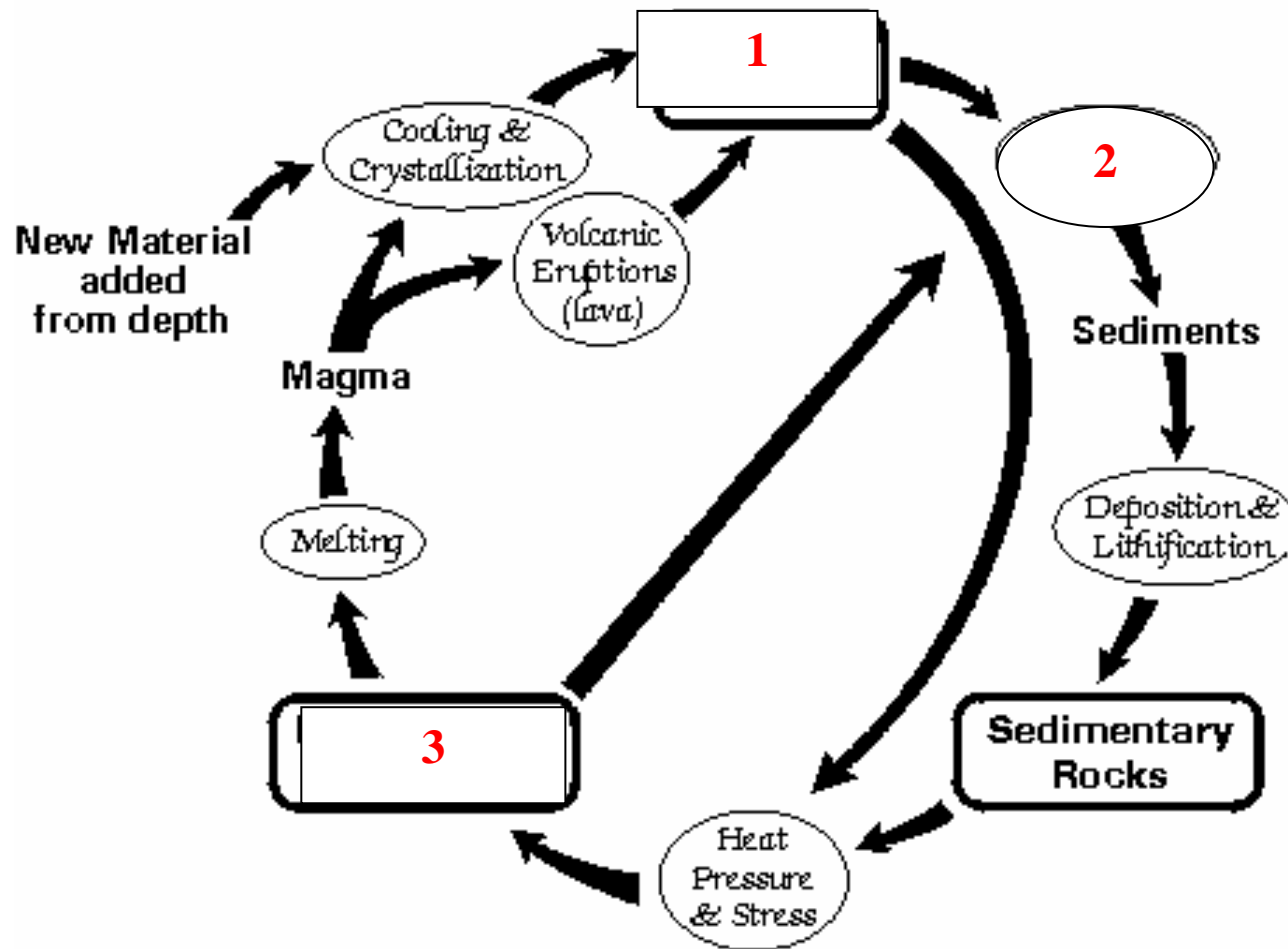 1
2
Cooling &
Crystallization
Volcanic
Eruptions
(lava)
New Material
added
from depth
Sediments
Magma
Melting
Deposition &
Lithification
3
Sedimentary
Rocks
Heat
Pressure
& Stress